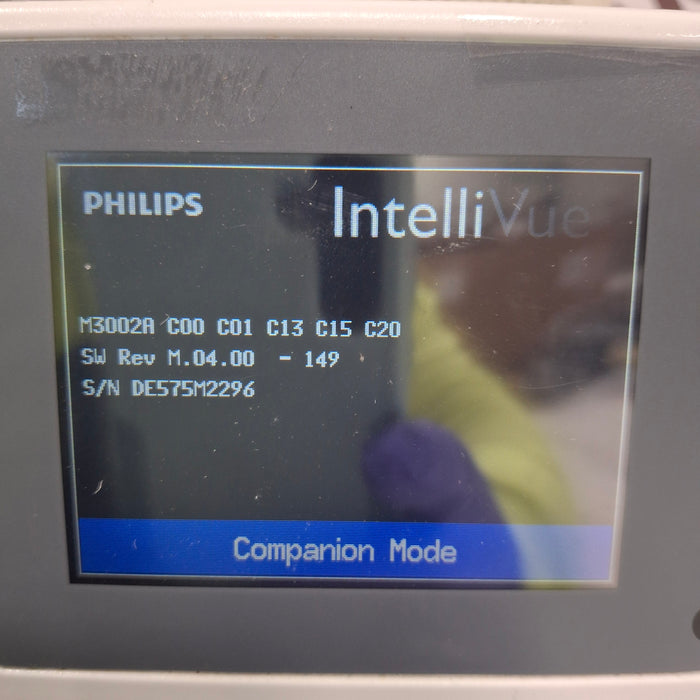 PHILIPS
IntelliVue
M3002A C00 C01 C13 C15 C20
SW Rev M.04.00 - 149
S/N DE575M2296
Companion Mode